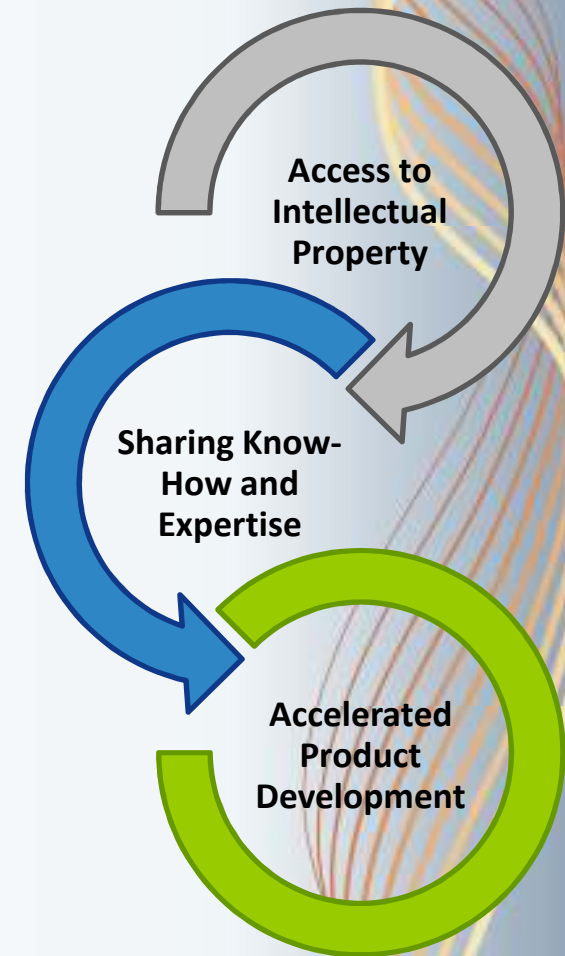 Access to
Intellectual
Property
Sharing Know-
How and
Expertise
Accelerated
Product
Development